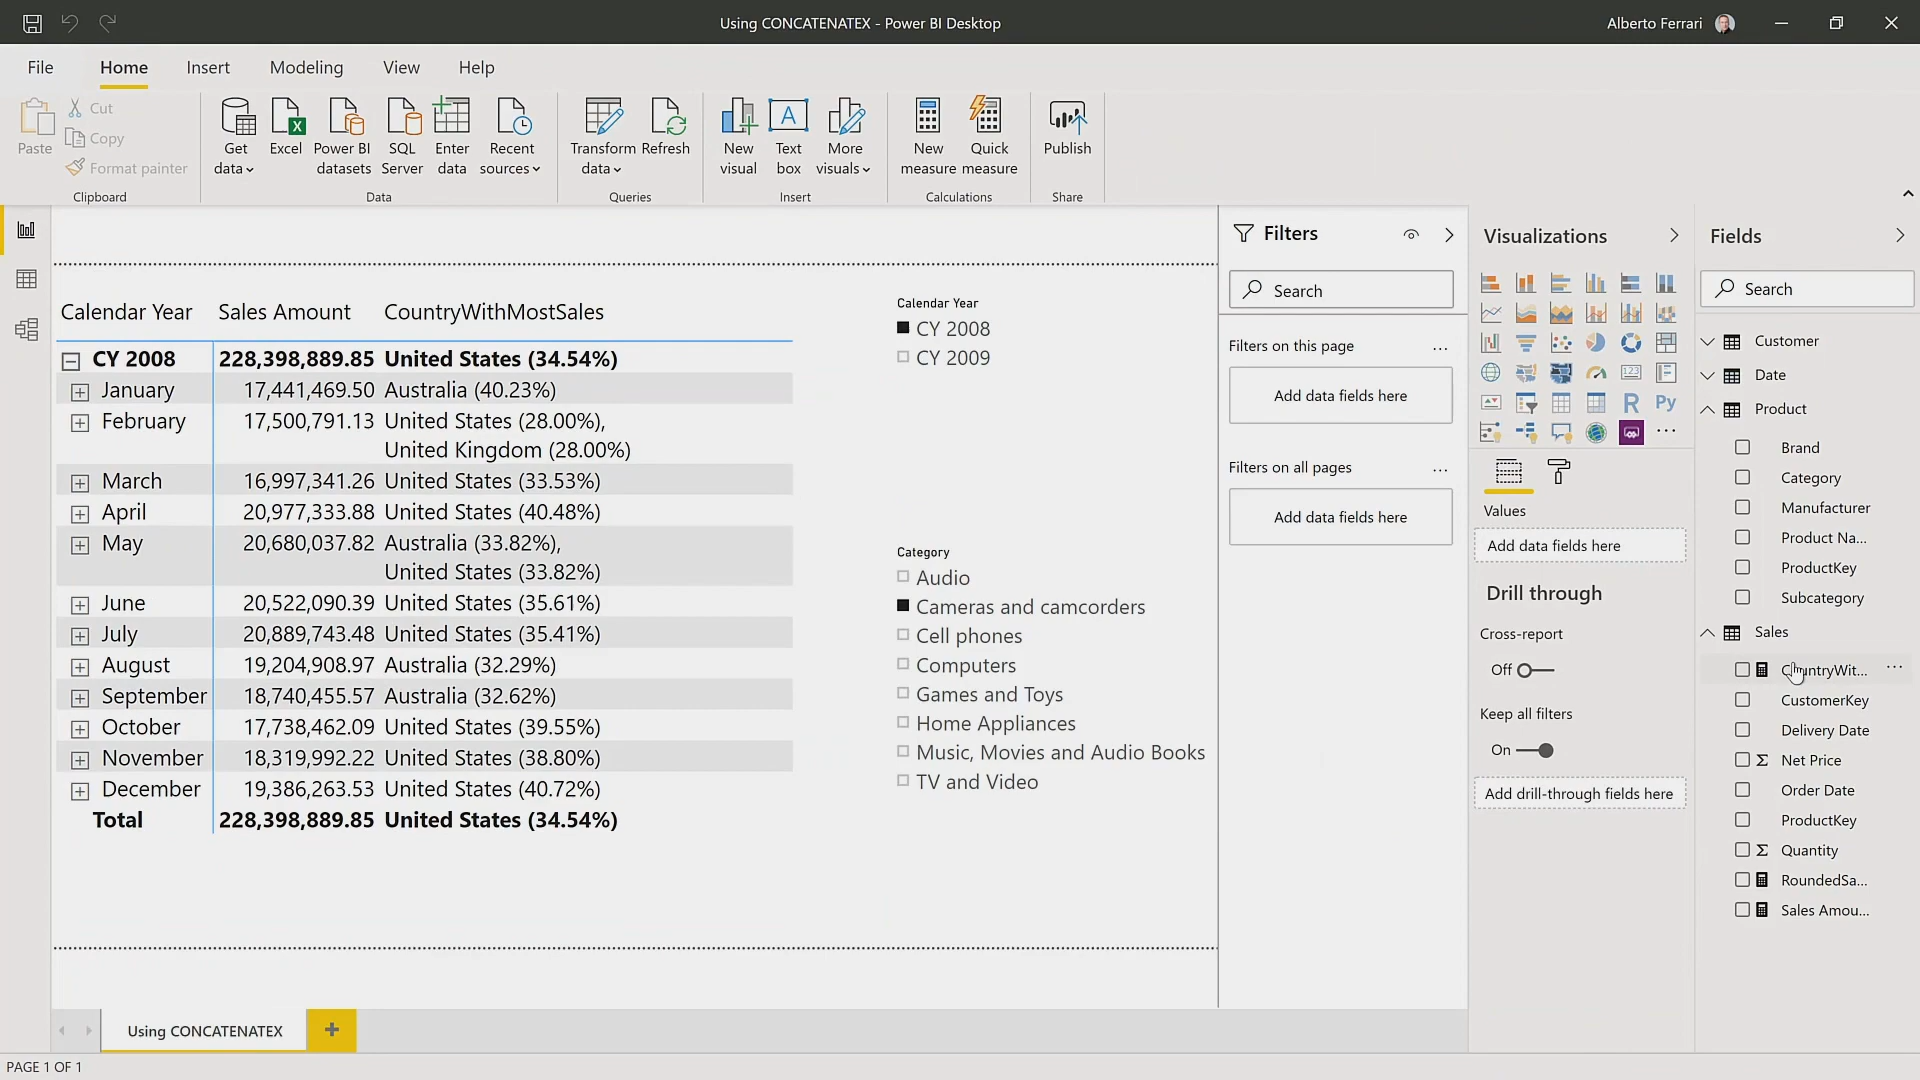 Using CONCATENATEX - Power BI Desktop
Alberto Ferrari
File
Home
Insert
Modeling
View
Help
Paste
Cut
Copy
Format painter
Clipboard
Get data
Excel
Power BI datasets
SQL Server
Enter data
Recent sources
Data
Transform data
Refresh
Queries
New visual
Text box
More visuals
Insert
New measure
Quick measure
Calculations
Publish
Share
Calendar Year Sales Amount CountryWithMostSales
CY 2008 228,398,889.85 United States (34.54%)
January 17,441,469.50 Australia (40.23%)
February 17,500,791.13 United States (28.00%),
United Kingdom (28.00%)
March 16,997,341.26 United States (33.53%)
April 20,977,333.88 United States (40.48%)
May 20,680,037.82 Australia (33.82%),
United States (33.82%)
June 20,522,090.39 United States (35.61%)
July 20,889,743.48 United States (35.41%)
August 19,204,908.97 Australia (32.29%)
September 18,740,455.57 Australia (32.62%)
October 17,738,462.09 United States (39.55%)
November 18,319,992.22 United States (38.80%)
December 19,386,263.53 United States (40.72%)
Total 228,398,889.85 United States (34.54%)
Calendar Year
CY 2008
CY 2009
Category
Audio
Cameras and camcorders
Cell phones
Computers
Games and Toys
Home Appliances
Music, Movies and Audio Books
TV and Video
Filters
Search
Filters on this page ...
Add data fields here
Filters on all pages ...
Add data fields here
Visualizations
123
R
Py
...
Values
Add data fields here
Drill through
Cross-report
Off
Keep all filters
On
Add drill-through fields here
Fields
Search
Customer
Date
Product
Brand
Category
Manufacturer
Product Na...
ProductKey
Subcategory
Sales
CountryWit... ...
CustomerKey
Delivery Date
Σ Net Price
Order Date
ProductKey
Σ Quantity
RoundedSa...
Sales Amou...
Using CONCATENATEX
PAGE 1 OF 1